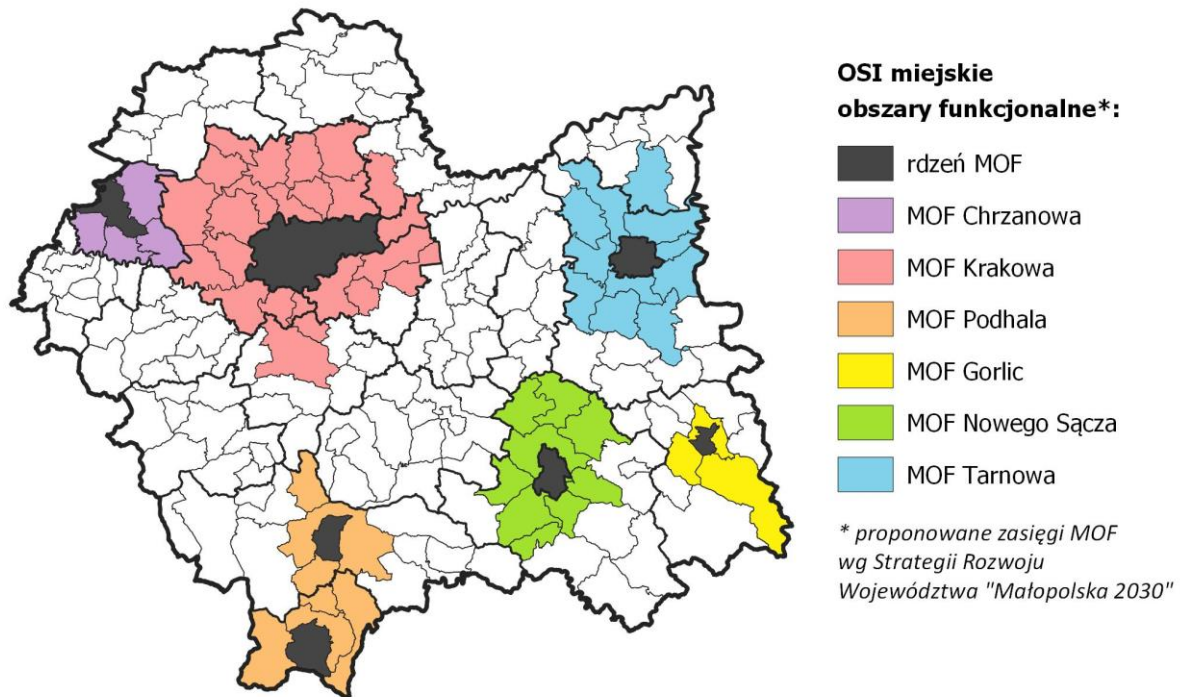 OSI miejskie
obszary funkcjonalne*:
rdzeń MOF
MOF Chrzanowa
MOF Krakowa
MOF Podhala
MOF Gorlic
MOF Nowego Sącza
MOF Tarnowa
* proponowane zasięgi MOF
wg Strategii Rozwoju
Województwa "Małopolska 2030"